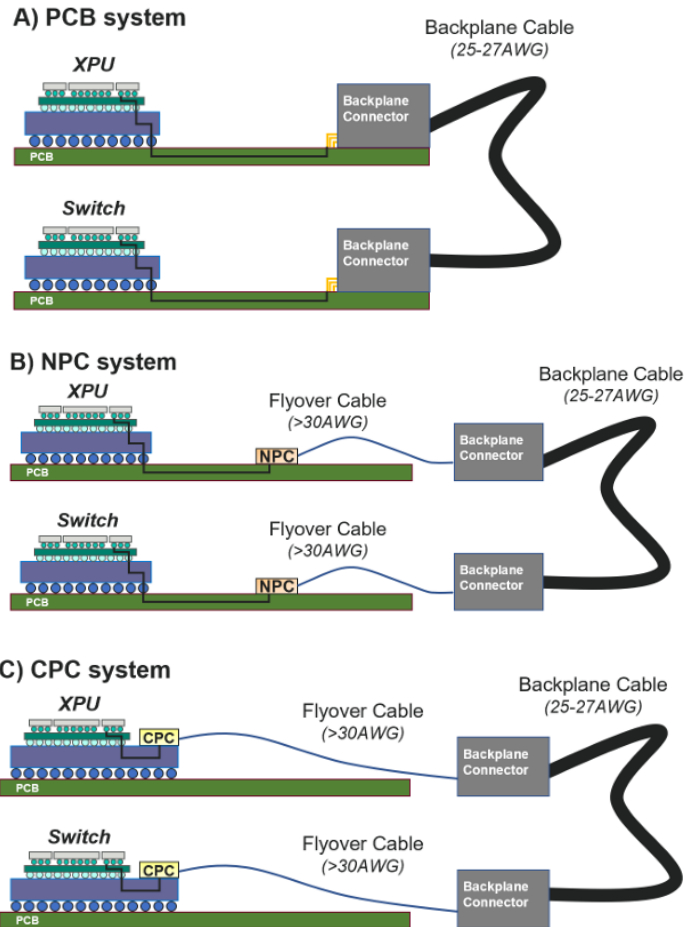 A) PCB system
Backplane Cable
(25-27AWG)
XPU
Backplane
Connector
PCB
Switch
Backplane
Connector
PCB
B) NPC system
Backplane Cable
(25-27AWG)
XPU
Flyover Cable
(>30AWG)
Backplane
Connector
NPC
PCB
Switch
Flyover Cable
(>30AWG)
Backplane
Connector
NPC
PCB
C) CPC system
Backplane Cable
(25-27AWG)
XPU
Flyover Cable
(>30AWG)
CPC
Backplane
Connector
PCB
Switch
Flyover Cable
(>30AWG)
CPC
Backplane
Connector
PCB